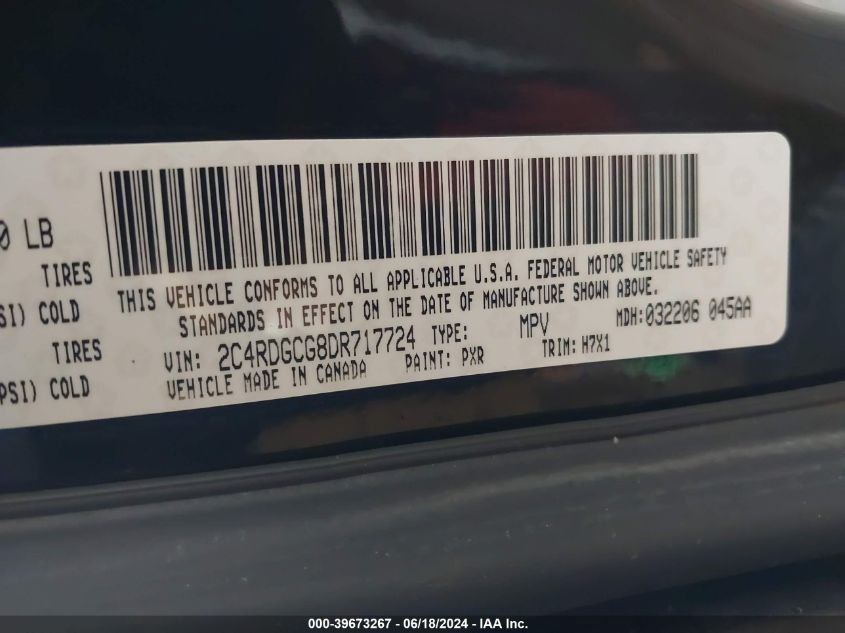 0 LB
TIRES
SI) COLD
TIRES
PSI) COLD
THIS VEHICLE CONFORMS TO ALL APPLICABLE U.S.A. FEDERAL MOTOR VEHICLE SAFETY
STANDARDS IN EFFECT ON THE DATE OF MANUFACTURE SHOWN ABOVE.
VIN: 2C4RDGCG8DR717724 TYPE: MPV MDH:032206 045AA
VEHICLE MADE IN CANADA PAINT: PXR TRIM: H7X1
000-39673267 - 06/18/2024 - IAA Inc.